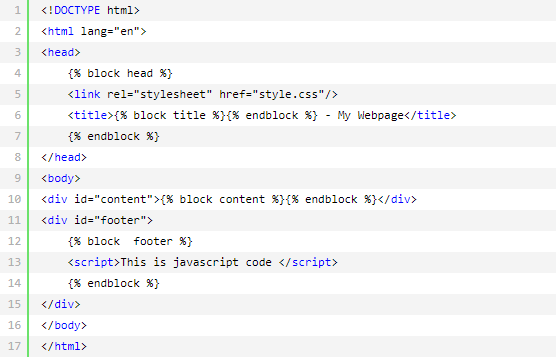 1 <!DOCTYPE html>
2 <html lang="en">
3 <head>
4     {% block head %}
5     <link rel="stylesheet" href="style.css"/>
6     <title>{% block title %}{% endblock %} - My Webpage</title>
7     {% endblock %}
8 </head>
9 <body>
10 <div id="content">{% block content %}{% endblock %}</div>
11 <div id="footer">
12     {% block  footer %}
13     <script>This is javascript code </script>
14     {% endblock %}
15 </div>
16 </body>
17 </html>